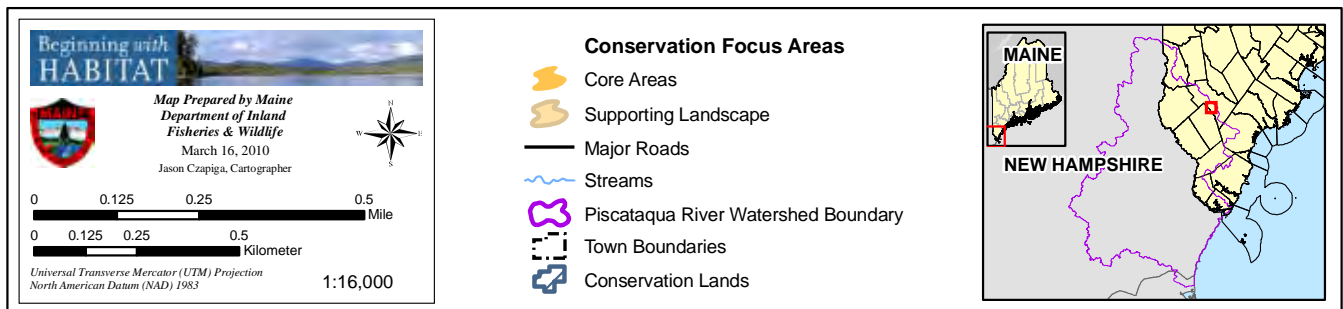 Beginning with
HABITAT
MAINE
Map Prepared by Maine
Department of Inland
Fisheries & Wildlife
March 16, 2010
Jason Czapiga, Cartographer
N
W E
S
0 0.125 0.25 0.5
Mile
0 0.125 0.25 0.5
Kilometer
Universal Transverse Mercator (UTM) Projection
North American Datum (NAD) 1983
1:16,000
Conservation Focus Areas
Core Areas
Supporting Landscape
Major Roads
Streams
Piscataqua River Watershed Boundary
Town Boundaries
Conservation Lands
MAINE
NEW HAMPSHIRE